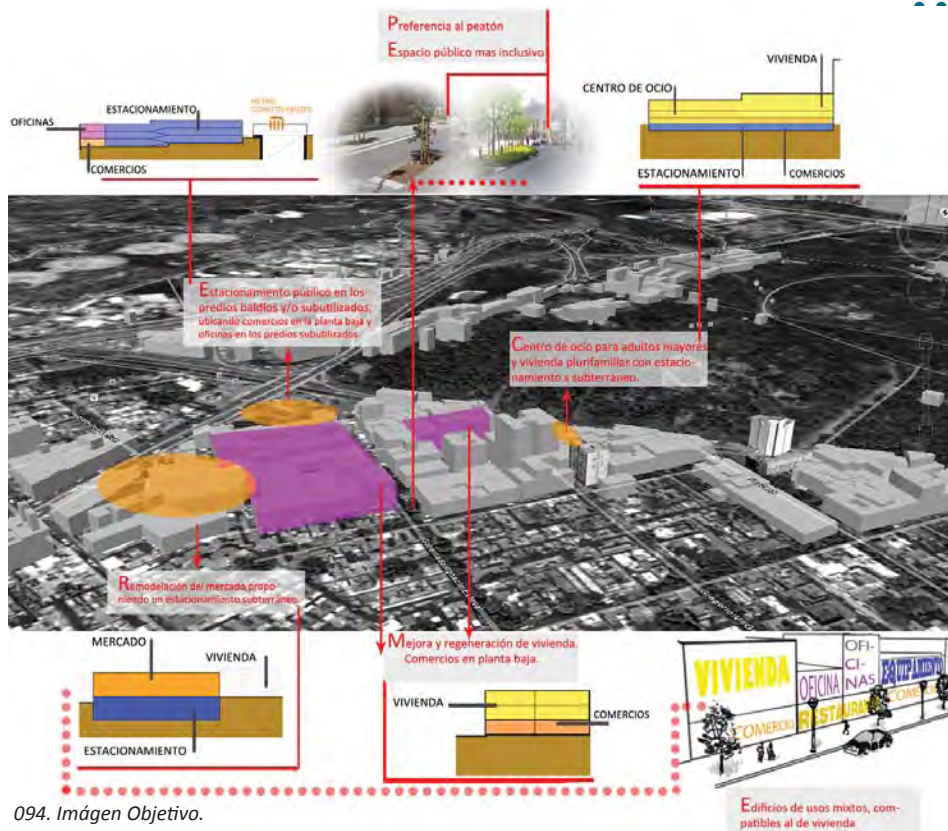 Preferencia al peatón
Espacio público mas inclusivo
OFICINAS
ESTACIONAMIENTO
COMERCIOS
CENTRO DE OCIO
VIVIENDA
ESTACIONAMIENTO
COMERCIOS
Estacionamiento público en los
predios baldíos y/o subutilizados,
ubicando comercios en la planta baja y
oficinas en los predios subutilizados.
Centro de ocio para adultos mayores
y vivienda plurifamiliar con estacio-
namiento s subterráneo.
Remodelación del mercado propo-
niendo un estacionamiento subterráneo.
Mejora y regeneración de vivienda.
Comercios en planta baja.
MERCADO
VIVIENDA
ESTACIONAMIENTO
VIVIENDA
COMERCIOS
VIVIENDA
OFICINA
OFI-
CI-
NAS
EQUIPAMIENTO
COMERCIO
RESTAURAN
COMERCIO
Edificios de usos mixtos, com-
patibles al de vivienda
094. Imágen Objetivo.